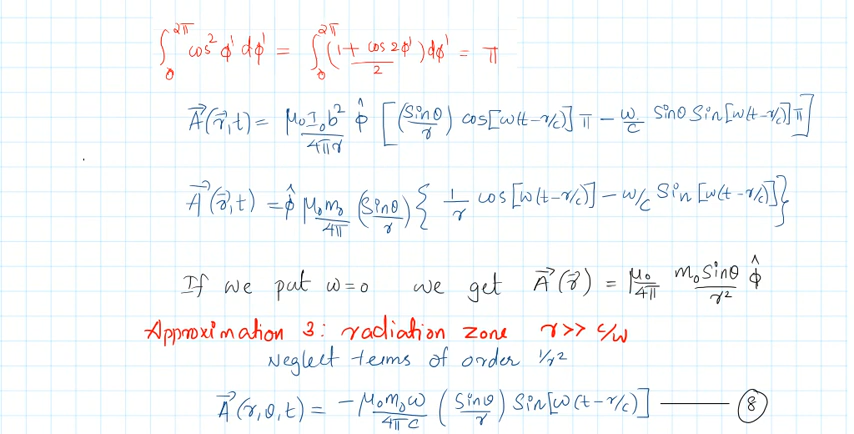 ∫₀^{2π} cos² φ' dφ' = ∫₀^{2π} (1 + cos 2φ')/2 dφ' = π
A⃗(r⃗,t) = μ₀I₀b²/4πr φ̂ [(sinθ/r) cos[ω(t-r/c)] π - ω/c sinθ sin[ω(t-r/c)] π]
A⃗(r⃗,t) = φ̂ μ₀m₀/4π (sinθ/r) { 1/r cos[ω(t-r/c)] - ω/c sin[ω(t-r/c)] }
If we put ω=0 we get A⃗(r⃗) = μ₀/4π m₀ sinθ/r² φ̂
Approximation 3: radiation zone r>> c/ω
Neglect terms of order 1/r²
A⃗(r,θ,t) = -μ₀m₀ω/4πc (sinθ/r) sin[ω(t-r/c)] —— 8